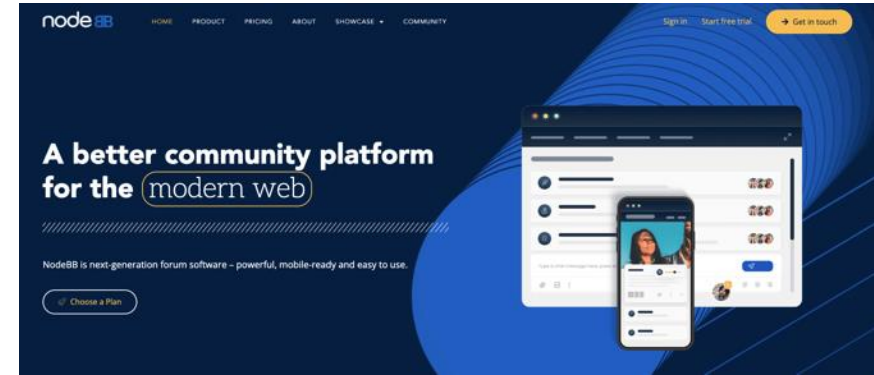 nodeBB
HOME PRODUCT PRICING ABOUT SHOWCASE COMMUNITY
Sign in Start free trial → Get in touch
A better community platform
for the modern web
NodeBB is next-generation forum software – powerful, mobile-ready and easy to use.
Choose a Plan